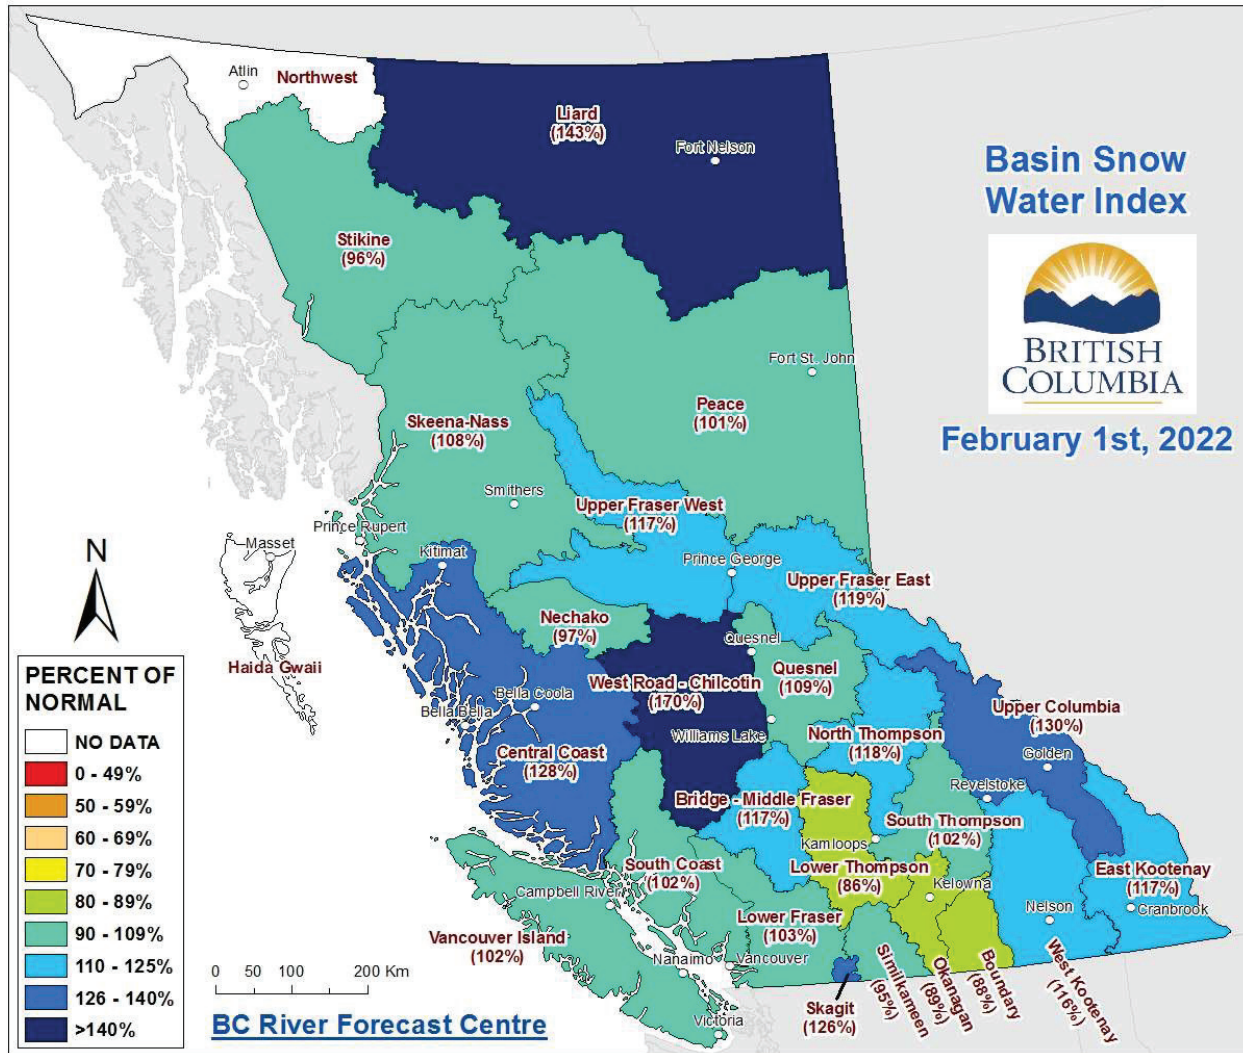 Atlin
Northwest
Liard
(143%)
Fort Nelson
Basin Snow
Water Index
BRITISH
COLUMBIA
February 1st, 2022
Stikine
(96%)
Fort St. John
Peace
(101%)
Skeena-Nass
(108%)
Smithers
Upper Fraser West
(117%)
Prince Rupert
Masset
Kitimat
Prince George
Upper Fraser East
(119%)
N
Nechako
(97%)
Quesnel
Haida Gwaii
Quesnel
(109%)
West Road - Chilcotin
(170%)
Bella Coola
Bella Bella
Williams Lake
Upper Columbia
(130%)
Golden
North Thompson
(118%)
Central Coast
(128%)
Revelstoke
Bridge - Middle Fraser
(117%)
South Thompson
(102%)
Kamloops
South Coast
(102%)
Lower Thompson
(86%)
Kelowna
East Kootenay
(117%)
Cranbrook
Campbell River
Nelson
Lower Fraser
(103%)
Vancouver Island
(102%)
Nanaimo
Vancouver
Victoria
Skagit
(126%)
Similkameen
(95%)
Okanagan
(89%)
Boundary
(88%)
West Kootenay
(116%)
PERCENT OF
NORMAL
NO DATA
0 - 49%
50 - 59%
60 - 69%
70 - 79%
80 - 89%
90 - 109%
110 - 125%
126 - 140%
>140%
0 50 100 200 Km
BC River Forecast Centre